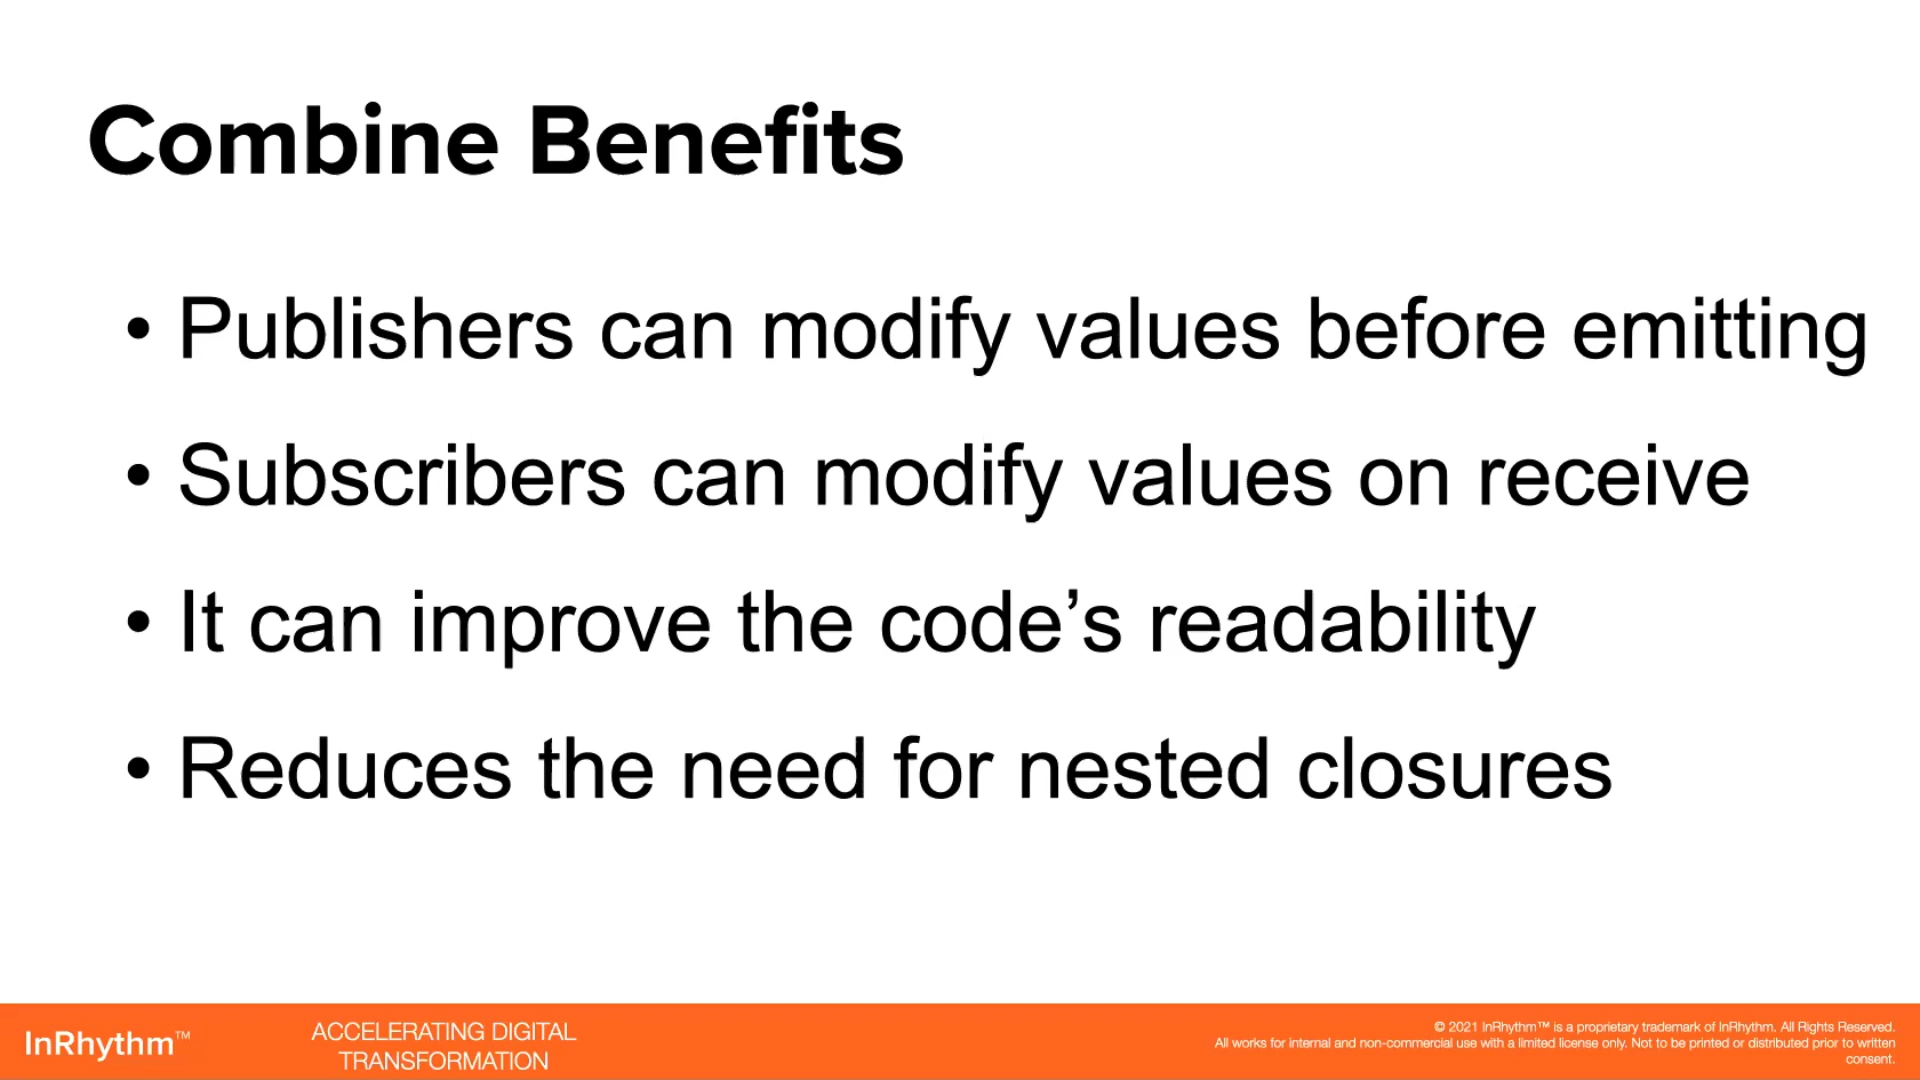 Combine Benefits
• Publishers can modify values before emitting
• Subscribers can modify values on receive
• It can improve the code’s readability
• Reduces the need for nested closures
InRhythm™
ACCELERATING DIGITAL
TRANSFORMATION
© 2021 InRhythm™ is a proprietary trademark of InRhythm. All Rights Reserved.
All works for internal and non-commercial use with a limited license only. Not to be printed or distributed prior to written
consent.